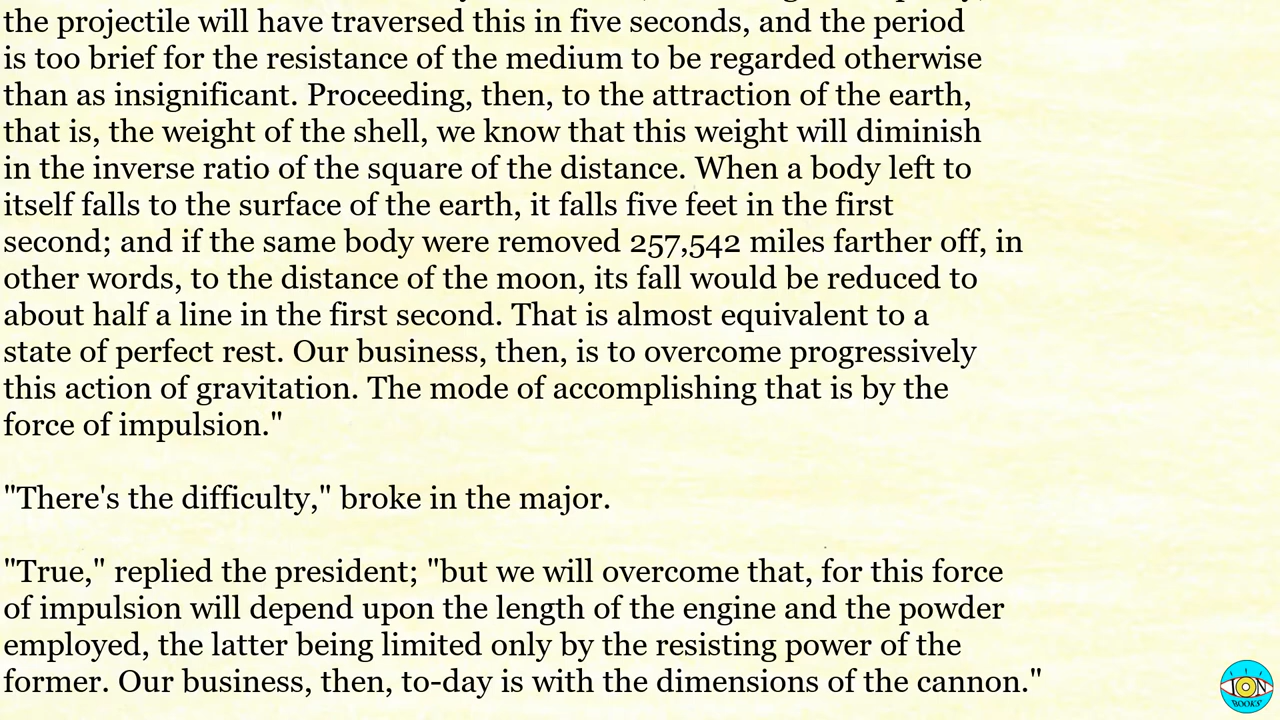 the projectile will have traversed this in five seconds, and the period
is too brief for the resistance of the medium to be regarded otherwise
than as insignificant. Proceeding, then, to the attraction of the earth,
that is, the weight of the shell, we know that this weight will diminish
in the inverse ratio of the square of the distance. When a body left to
itself falls to the surface of the earth, it falls five feet in the first
second; and if the same body were removed 257,542 miles farther off, in
other words, to the distance of the moon, its fall would be reduced to
about half a line in the first second. That is almost equivalent to a
state of perfect rest. Our business, then, is to overcome progressively
this action of gravitation. The mode of accomplishing that is by the
force of impulsion."
"There's the difficulty," broke in the major.
"True," replied the president; "but we will overcome that, for this force
of impulsion will depend upon the length of the engine and the powder
employed, the latter being limited only by the resisting power of the
former. Our business, then, to-day is with the dimensions of the cannon."
ION
BOOKS